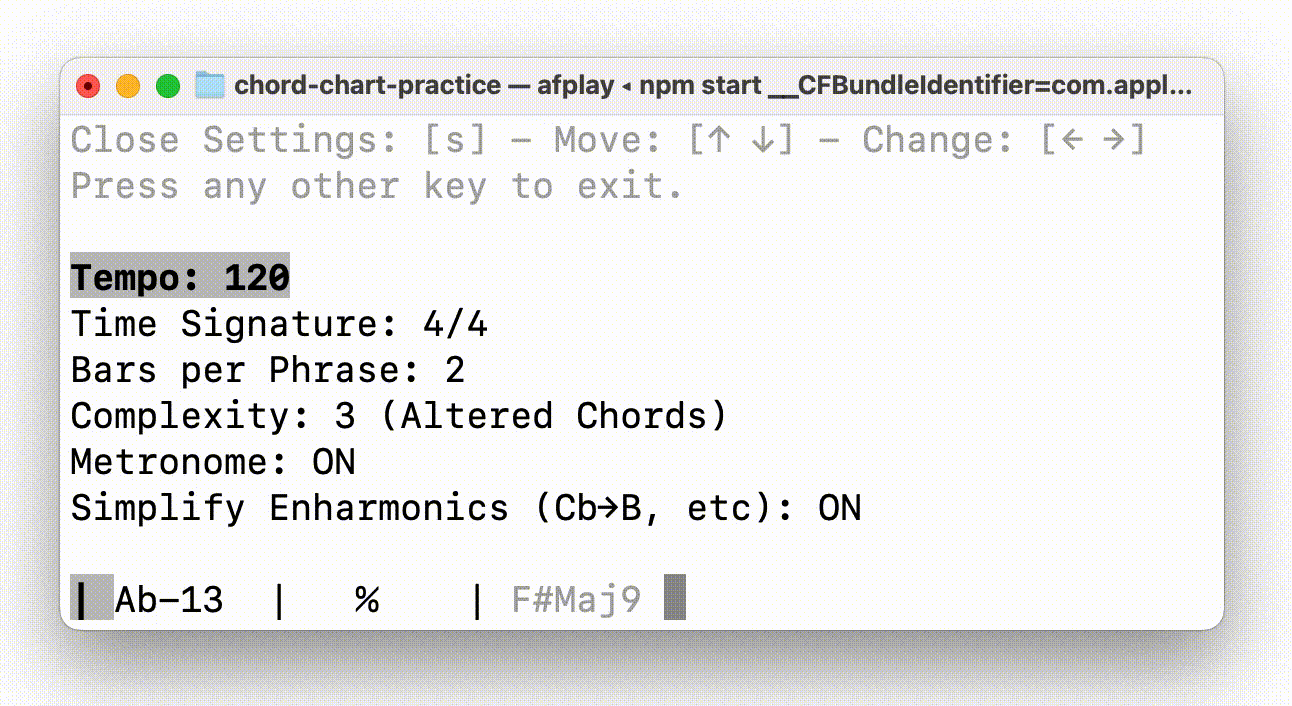 chord-chart-practice — afplay ◂ npm start __CFBundleIdentifier=com.appl...
Close Settings: [s] — Move: [↑ ↓] — Change: [← →]
Press any other key to exit.
Tempo: 120
Time Signature: 4/4
Bars per Phrase: 2
Complexity: 3 (Altered Chords)
Metronome: ON
Simplify Enharmonics (Cb→B, etc): ON
| Ab–13 | % | F#Maj9